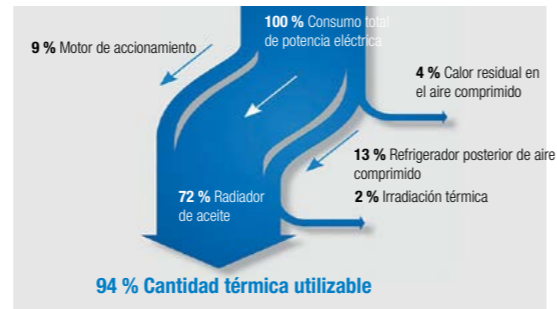 100 % Consumo total
de potencia eléctrica
9 % Motor de accionamiento
4 % Calor residual en
el aire comprimido
13 % Refrigerador posterior de aire
comprimido
2 % Irradiación térmica
72 % Radiador
de aceite
94 % Cantidad térmica utilizable